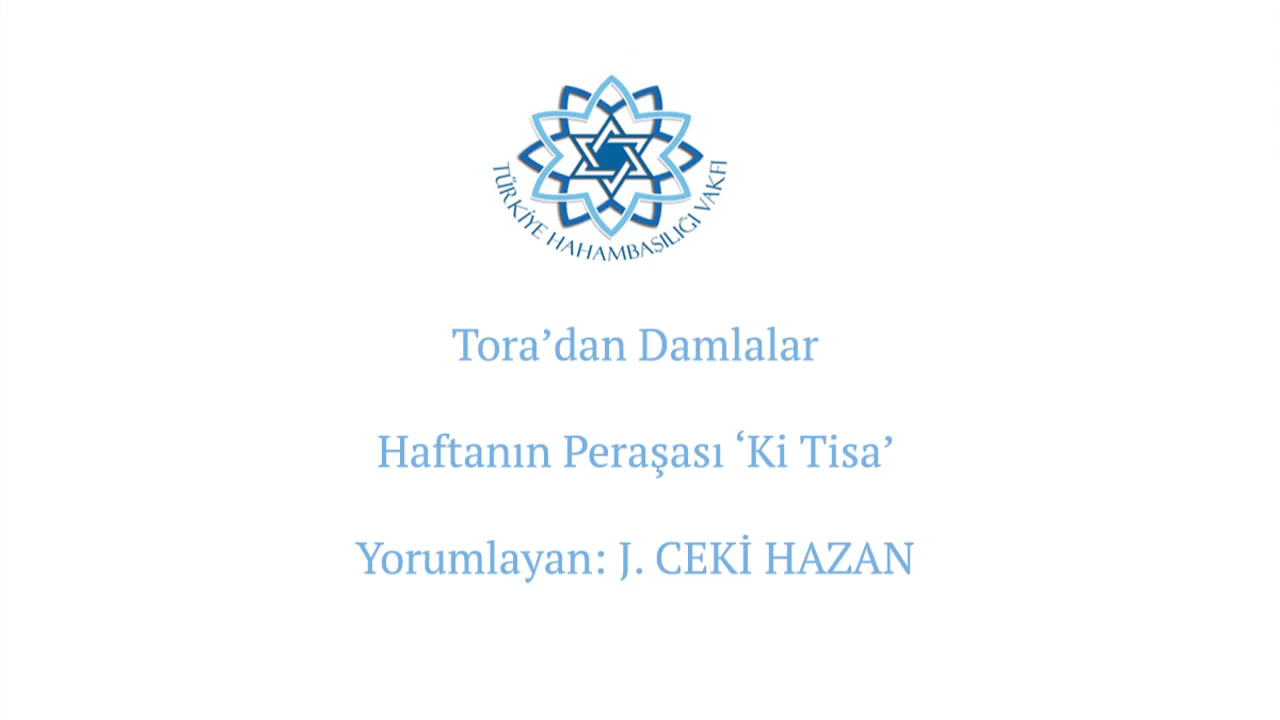 TÜRKİYE HAHAMBAŞILIĞI VAKFI
Tora’dan Damlalar
Haftanın Peraşası ‘Ki Tisa’
Yorumlayan: J. CEKİ HAZAN